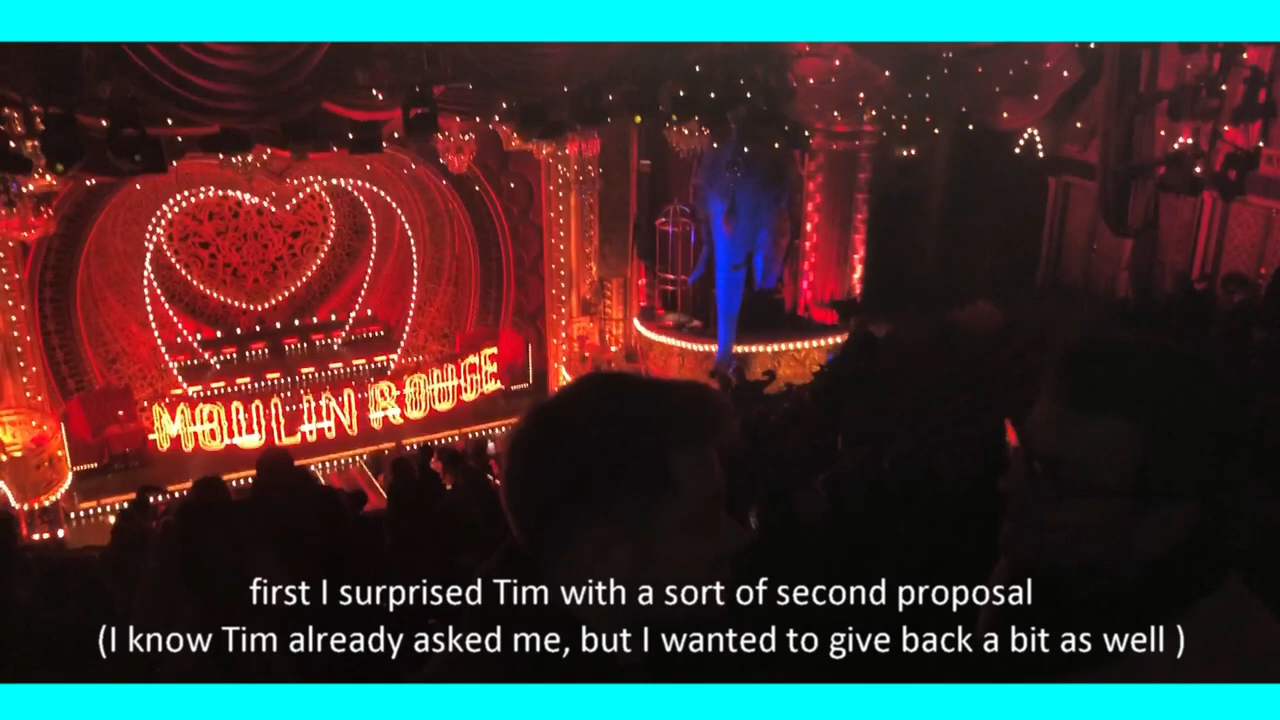 MOULIN ROUGE
first I surprised Tim with a sort of second proposal
(I know Tim already asked me, but I wanted to give back a bit as well )